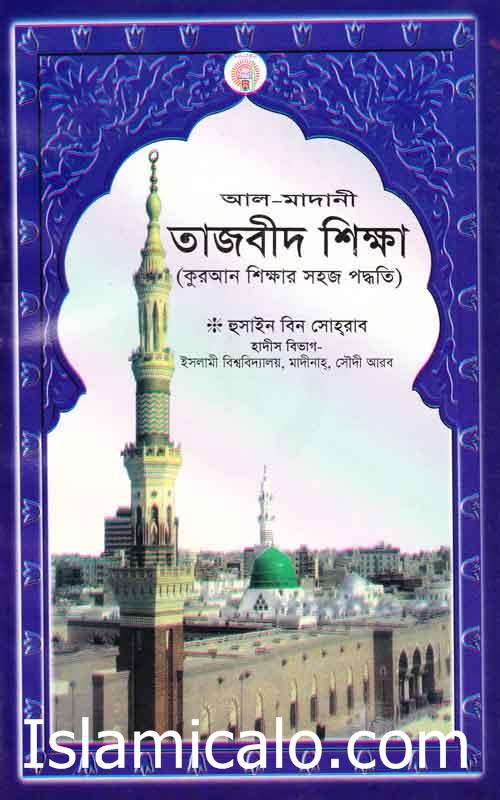 আল-মাদানী
তাজবীদ শিক্ষা
(কুরআন শিক্ষার সহজ পদ্ধতি)
❇ হুসাইন বিন সোহ্‌রাব
হাদীস বিভাগ-
ইসলামী বিশ্ববিদ্যালয়, মাদীনাহ্, সৌদী আরব
Islamicalo.com